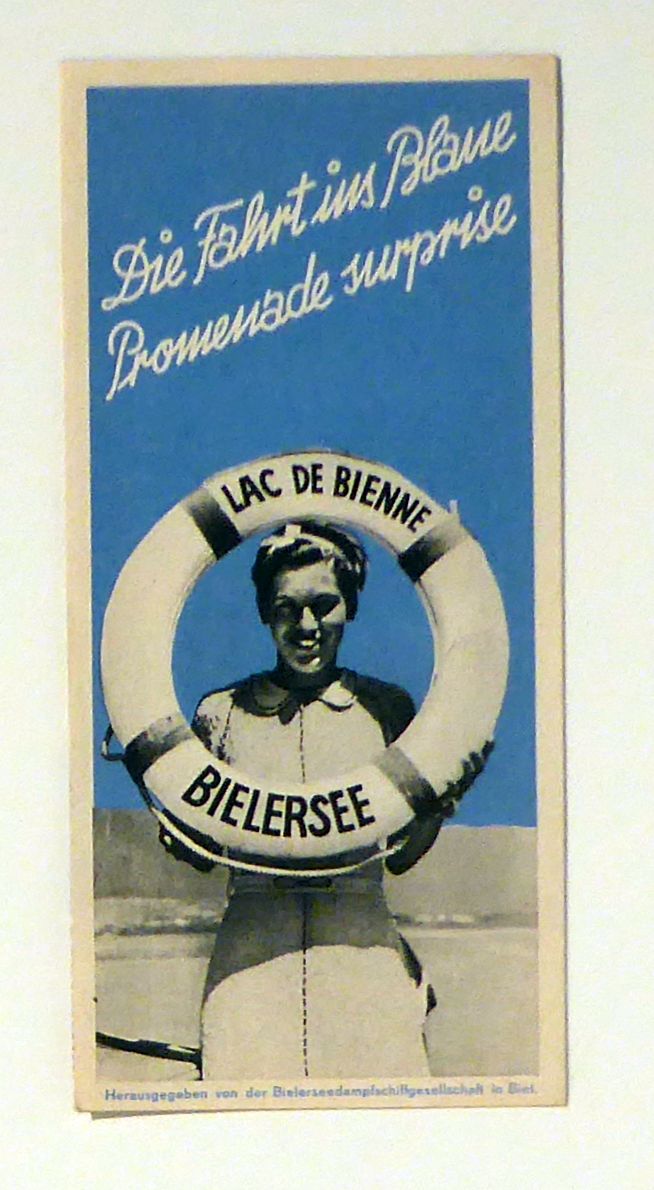 Die Fahrt ins Blaue
Promenade surprise
LAC DE BIENNE
BIELERSEE
Herausgegeben von der Bielerseedampfschiffgesellschaft in Biel.